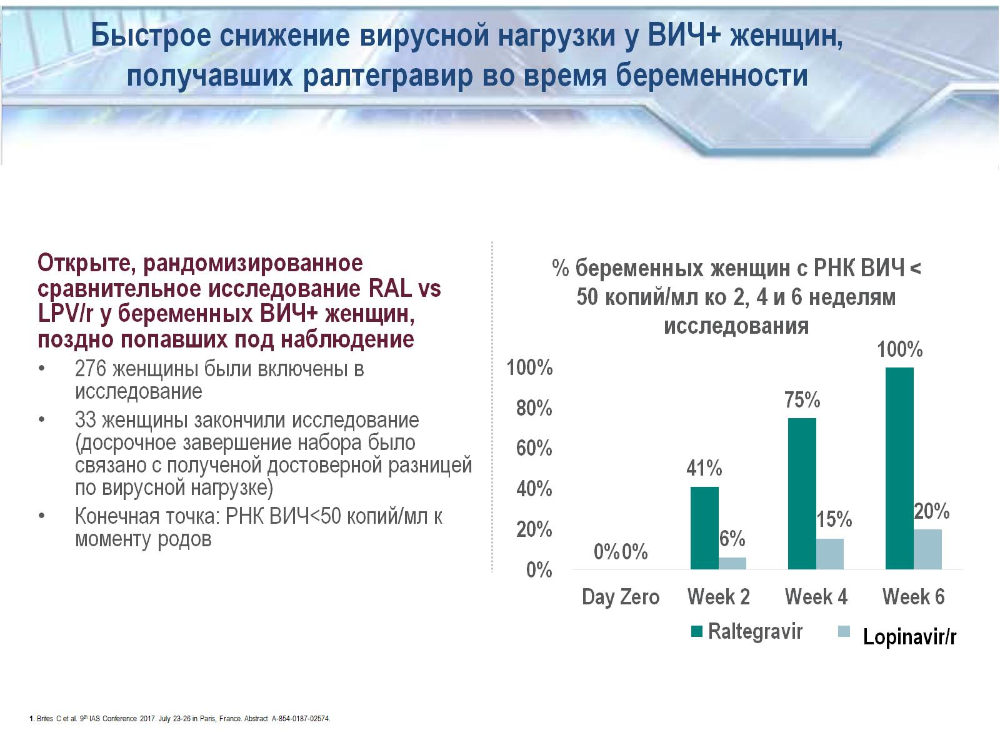 Быстрое снижение вирусной нагрузки у ВИЧ+ женщин,
получавших ралтегравир во время беременности
Открыте, рандомизированное
сравнительное исследование RAL vs
LPV/r у беременных ВИЧ+ женщин,
поздно попавших под наблюдение
• 276 женщины были включены в
исследование
• 33 женщины закончили исследование
(досрочное завершение набора было
связано с полученой достоверной разницей
по вирусной нагрузке)
• Конечная точка: РНК ВИЧ<50 копий/мл к
моменту родов
% беременных женщин с РНК ВИЧ <
50 копий/мл ко 2, 4 и 6 неделям
исследования
100%
80%
60%
40%
20%
0%
0% 0%
41%
6%
75%
15%
100%
20%
Day Zero Week 2 Week 4 Week 6
Raltegravir Lopinavir/r
1. Brites C et al. 9th IAS Conference 2017. July 23-26 in Paris, France. Abstract A-854-0187-02574.